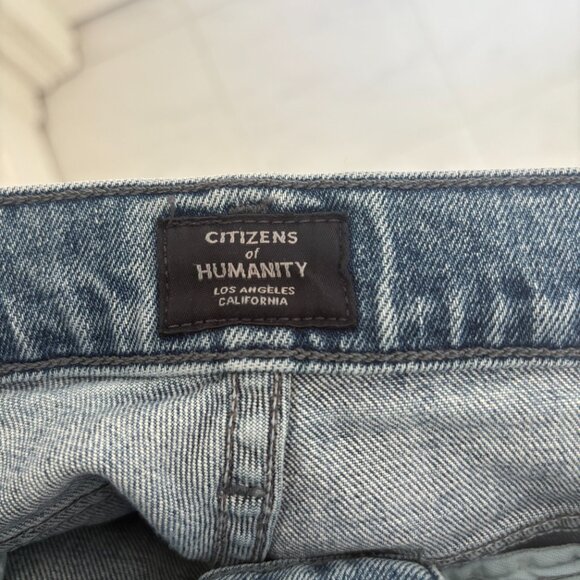 CITIZENS
of
HUMANITY
LOS ANGELES
CALIFORNIA